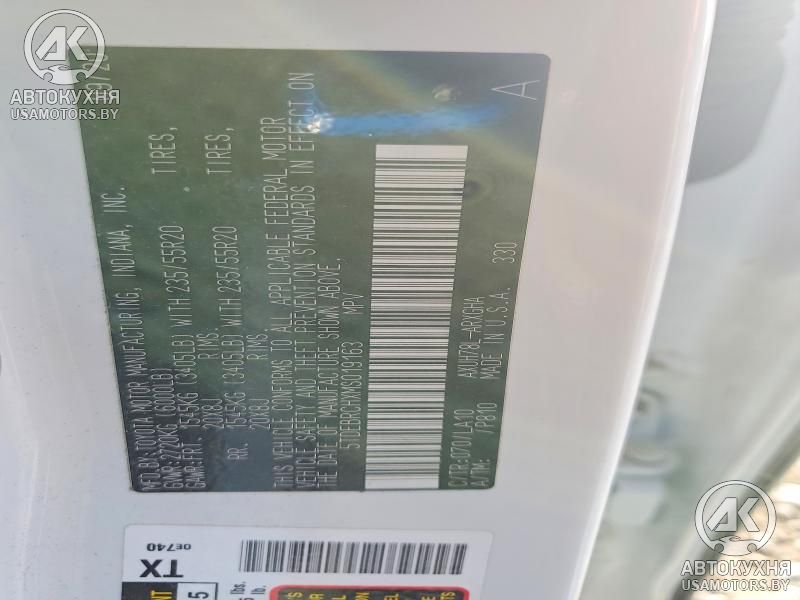 MFD.BY: TOYOTA MOTOR MANUFACTURING, INDIANA, INC.
GVWR: 2720KG (6000LB)
GAWR: FRT. 1545KG (3405LB) WITH 235/55R20 TIRES,
20X8J RIMS,
RR. 1545KG (3405LB) WITH 235/55R20 TIRES,
20X8J RIMS
THIS VEHICLE CONFORMS TO ALL APPLICABLE FEDERAL MOTOR
VEHICLE SAFETY AND THEFT PREVENTION STANDARDS IN EFFECT ON
THE DATE OF MANUFACTURE SHOWN ABOVE.
5TDEBRCHXMS019163 MPV
C/TR: 070/LA10 AXUH78L-ARXGHA
A/TM: /P810 MADE IN U.S.A. 330
A
TX
0E740
lbs.
lb.
АВТОКУХНЯ
USAMOTORS.BY
АВТОКУХНЯ
USAMOTORS.BY